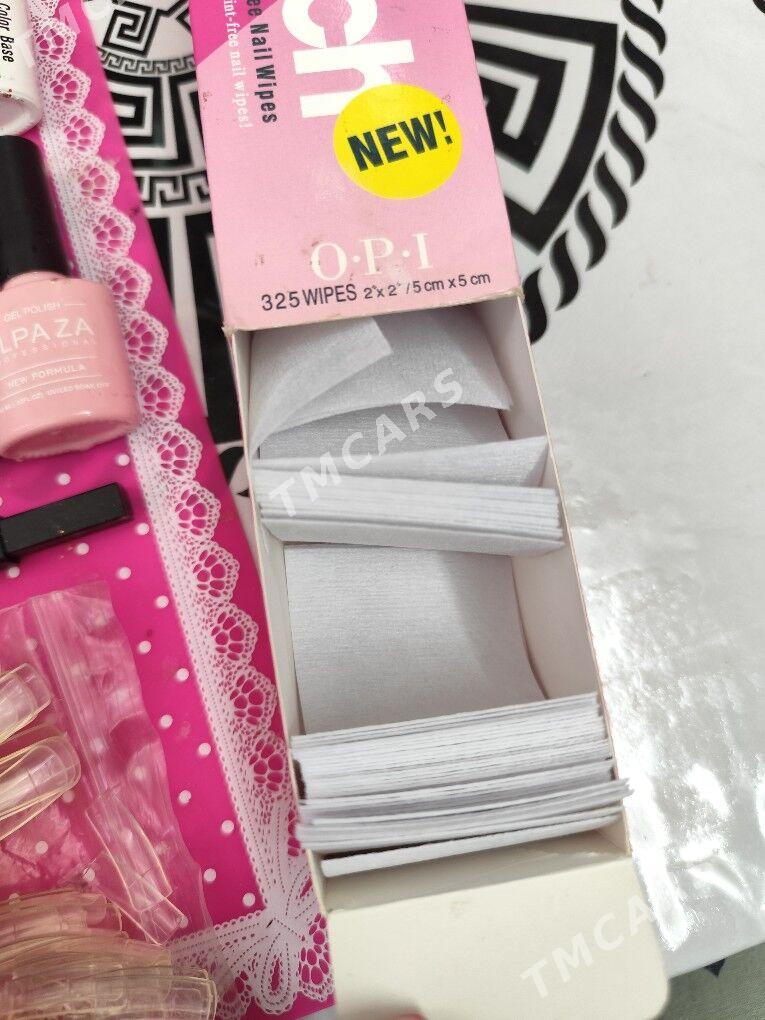 Color Base
ee Nail Wipes
int-free nail wipes!
ch
NEW!
O·P·I
325 WIPES 2"x 2" / 5 cm x 5 cm
GEL POLISH
LPAZA
PROFESSIONAL
NEW FORMULA
TMCARS
TMCARS